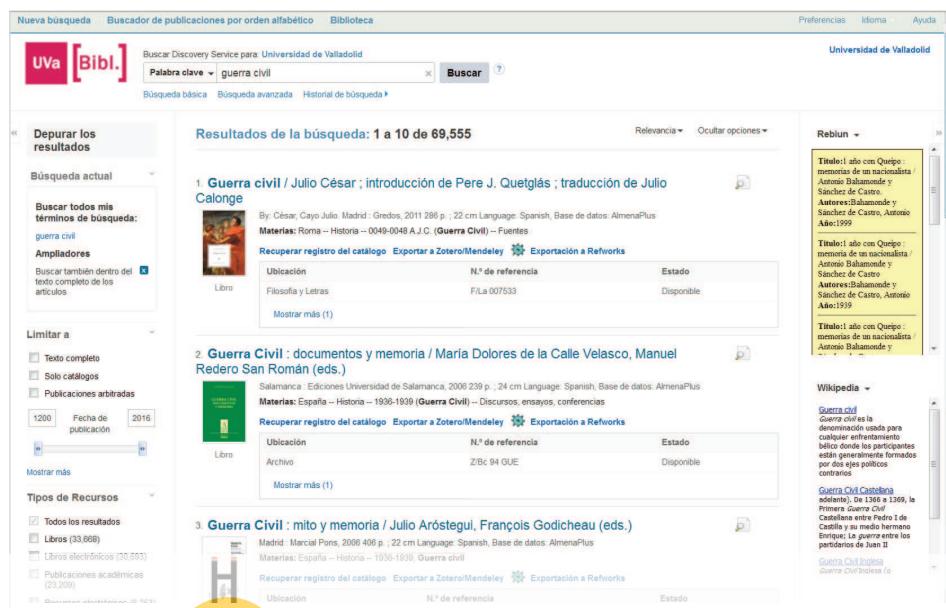 Nueva búsqueda Buscador de publicaciones por orden alfabético Biblioteca
Preferencias Idioma Ayuda
UVa [Bibl.]
Buscar Discovery Service para: Universidad de Valladolid
Palabra clave guerra civil × Buscar ?
Búsqueda básica Búsqueda avanzada Historial de búsqueda
Universidad de Valladolid
Depurar los
resultados
Búsqueda actual
Buscar todos mis
términos de búsqueda:
guerra civil
Ampliadores
Buscar también dentro del
texto completo de los
artículos
Limitar a
Texto completo
Solo catálogos
Publicaciones arbitradas
1200 Fecha de 2016
publicación
Mostrar más
Tipos de Recursos
Todos los resultados
Libros (33,668)
Libros electrónicos (30,693)
Publicaciones académicas
(23,209)
Resultados de la búsqueda: 1 a 10 de 69,555
Relevancia Ocultar opciones
1. Guerra civil / Julio César ; introducción de Pere J. Quetglás ; traducción de Julio
Calonge
By: César, Cayo Julio. Madrid : Gredos, 2011 286 p. ; 22 cm Language: Spanish, Base de datos: AlmenaPlus
Materias: Roma -- Historia -- 0049-0048 A.J.C. (Guerra Civil) -- Fuentes
Recuperar registro del catálogo Exportar a Zotero/Mendeley Exportación a Refworks
Libro
Ubicación N.º de referencia Estado
Filosofía y Letras F/La 007533 Disponible
Mostrar más (1)
2. Guerra Civil : documentos y memoria / María Dolores de la Calle Velasco, Manuel
Redero San Román (eds.)
Salamanca : Ediciones Universidad de Salamanca, 2006 239 p. ; 24 cm Language: Spanish, Base de datos: AlmenaPlus
Materias: España -- Historia -- 1936-1939 (Guerra Civil) -- Discursos, ensayos, conferencias
Recuperar registro del catálogo Exportar a Zotero/Mendeley Exportación a Refworks
Libro
Ubicación N.º de referencia Estado
Archivo Z/Bc 94 GUE Disponible
Mostrar más (1)
3. Guerra Civil : mito y memoria / Julio Aróstegui, François Godicheau (eds.)
Madrid : Marcial Pons, 2006 406 p. ; 22 cm Language: Spanish, Base de datos: AlmenaPlus
Materias: España -- Historia -- 1936-1939, Guerra civil
Recuperar registro del catálogo Exportar a Zotero/Mendeley Exportación a Refworks
Ubicación N.º de referencia Estado
Rebiun
Titulo:1 año con Queipo :
memorias de un nacionalista /
Antonio Bahamonde y
Sánchez de Castro.
Autores:Bahamonde y
Sánchez de Castro, Antonio
Año:1999
Titulo:1 año con Queipo :
memoria de un nacionalista /
Antonio Bahamonde y
Sánchez de Castro
Autores:Bahamonde y
Sánchez de Castro, Antonio
Año:1939
Titulo:1 año con Queipo :
memorias de un nacionalista /
Antonio Bahamonde y
Wikipedia
Guerra civil
Guerra civil es la
denominación usada para
cualquier enfrentamiento
bélico donde los participantes
están generalmente formados
por dos ejes políticos
contrarios
Guerra Civil Castellana
adelante). De 1366 a 1369, la
Primera Guerra Civil
Castellana entre Pedro I de
Castilla y su medio hermano
Enrique; La guerra entre los
partidarios de Juan II
Guerra Civil Inglesa
Guerra Civil Inglesa (o